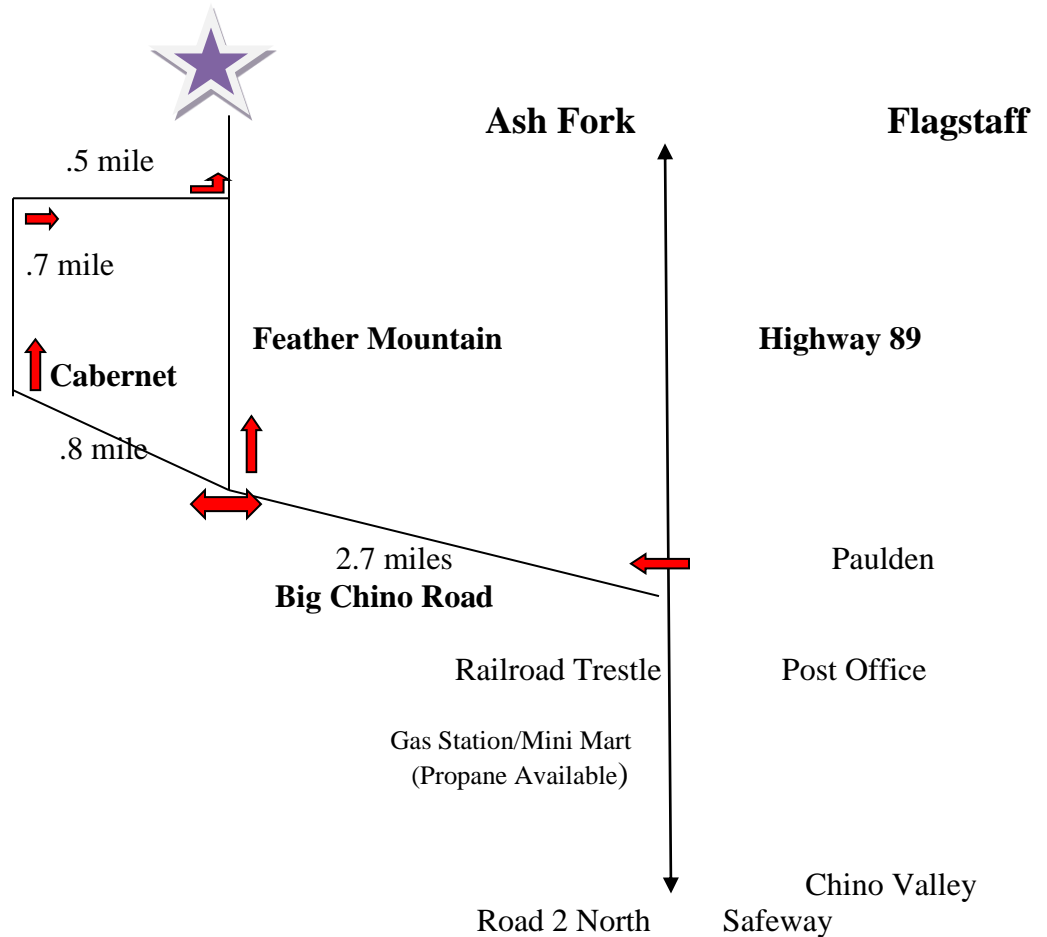 Ash Fork Flagstaff
.5 mile
.7 mile
Feather Mountain Highway 89
Cabernet
.8 mile
2.7 miles Paulden
Big Chino Road
Railroad Trestle Post Office
Gas Station/Mini Mart
(Propane Available)
Chino Valley
Road 2 North Safeway